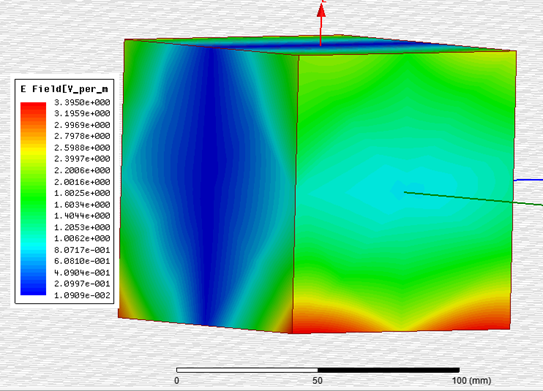 E Field[V_per_m
3.3950e+000
3.1959e+000
2.9969e+000
2.7978e+000
2.5988e+000
2.3997e+000
2.2006e+000
2.0016e+000
1.8025e+000
1.6034e+000
1.4044e+000
1.2053e+000
1.0062e+000
8.0717e-001
6.0810e-001
4.0904e-001
2.0997e-001
1.0909e-002
0
50
100 (mm)